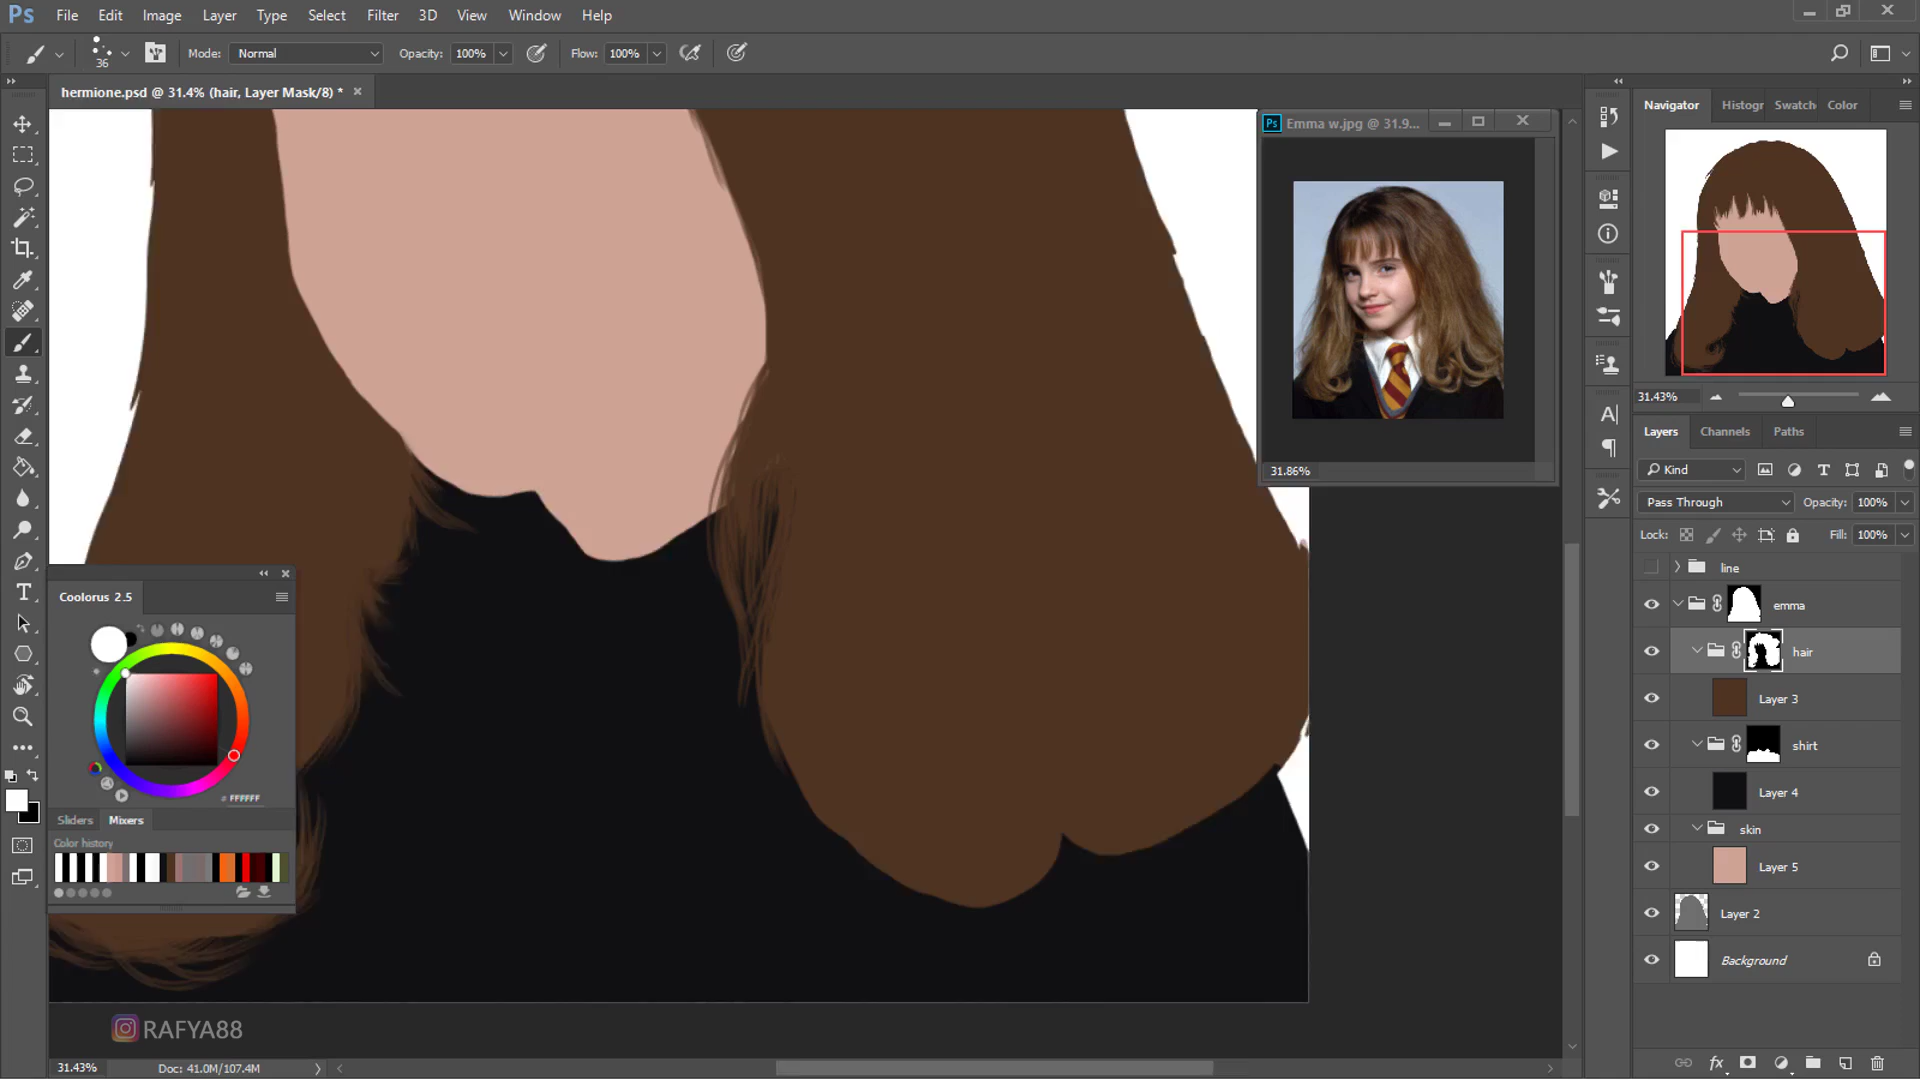 Ps File Edit Image Layer Type Select Filter 3D View Window Help
36 Mode: Normal Opacity: 100% Flow: 100%
hermione.psd @ 31.4% (hair, Layer Mask/8) *
Navigator Histogr Swatch Color
Ps Emma w.jpg @ 31.9...
31.86%
31.43%
Layers Channels Paths
Kind
Pass Through Opacity: 100%
Lock: Fill: 100%
line
emma
hair
Layer 3
shirt
Layer 4
skin
Layer 5
Layer 2
Background
Coolorus 2.5
# FFFFFF
Sliders Mixers
Color history
RAFYA88
31.43% Doc: 41.0M/107.4M
fx